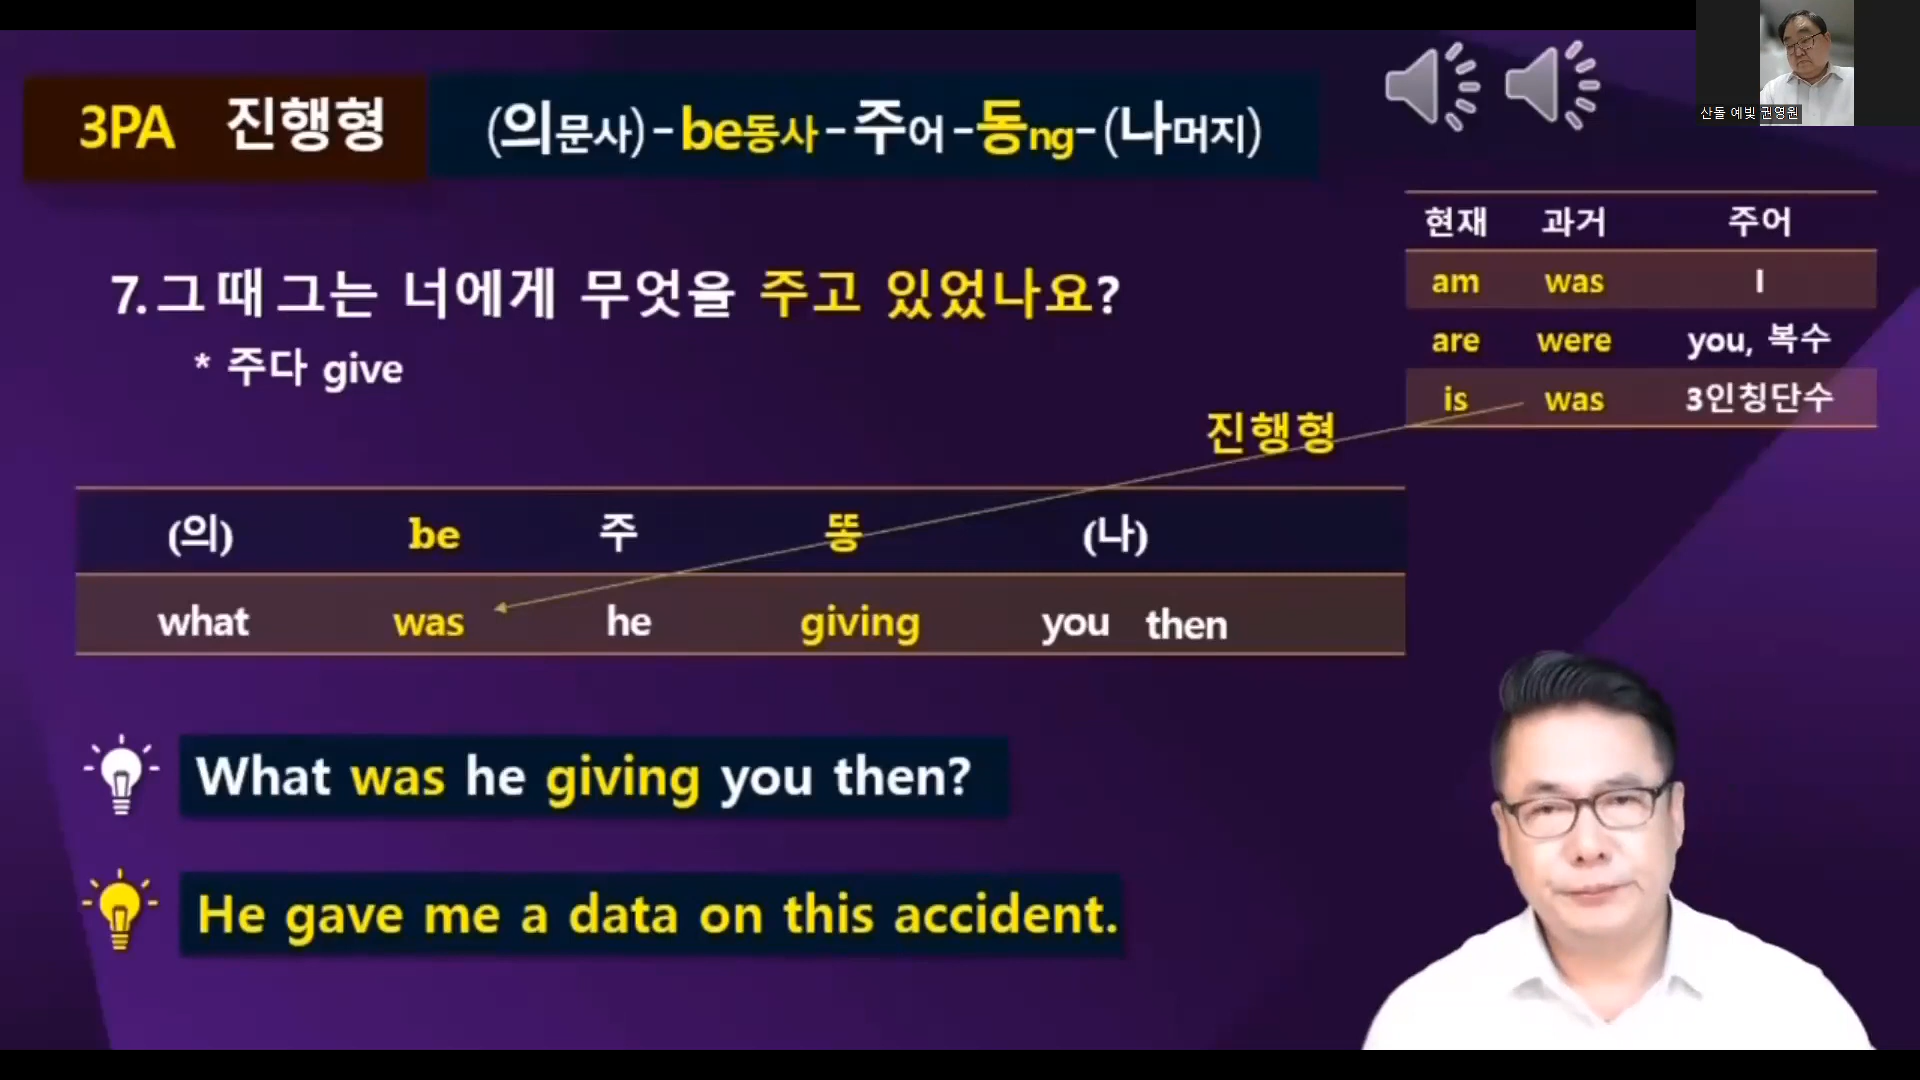 3PA 진행형 (의문사)-be동사-주어-동ng-(나머지)
산돌 예빛 권영원
현재 과거 주어
am was I
are were you, 복수
is was 3인칭단수
7. 그 때 그는 너에게 무엇을 주고 있었나요?
* 주다 give
진행형
(의) be 주 똥 (나)
what was he giving you then
What was he giving you then?
He gave me a data on this accident.